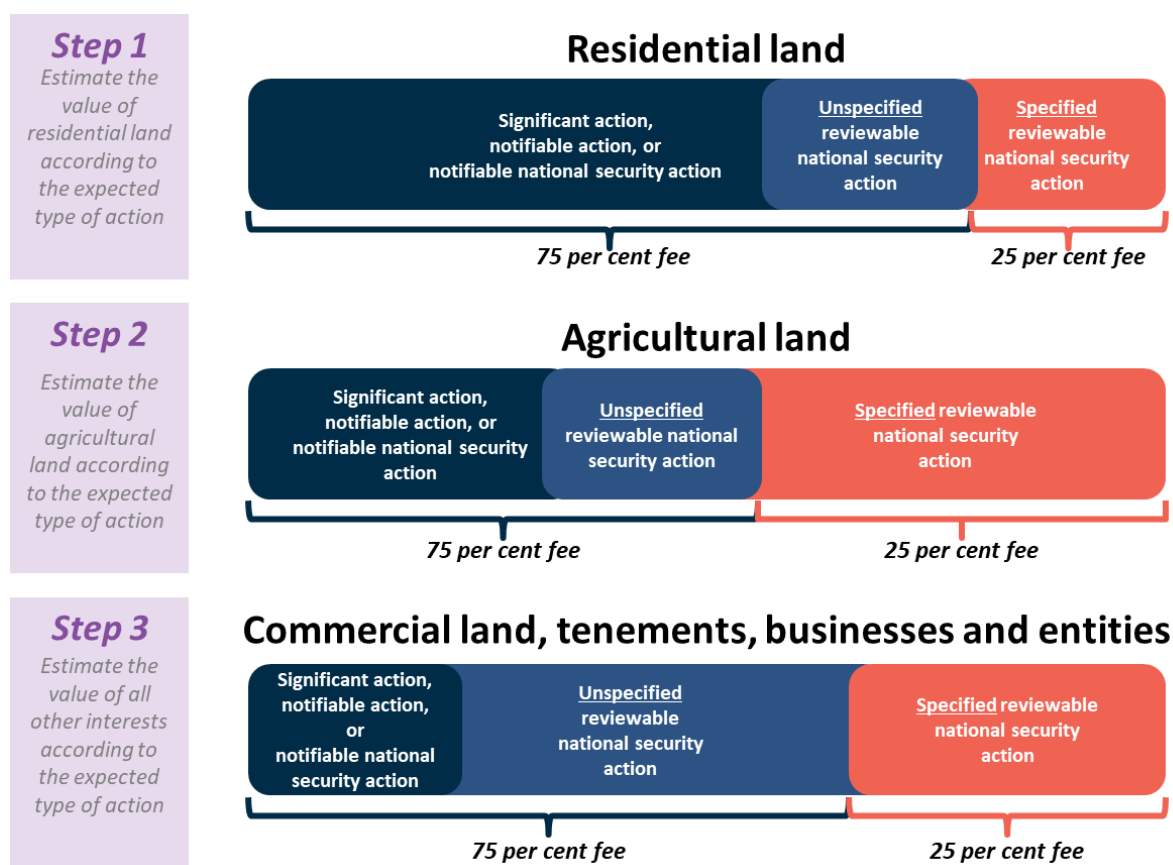 Step 1
Estimate the
value of
residential land
according to
the expected
type of action
Residential land
Significant action,
notifiable action, or
notifiable national security action
Unspecified
reviewable
national security
action
Specified
reviewable
national security
action
75 per cent fee
25 per cent fee
Step 2
Estimate the
value of
agricultural
land according
to the expected
type of action
Agricultural land
Significant action,
notifiable action, or
notifiable national security
action
Unspecified
reviewable national
security action
Specified reviewable
national security
action
75 per cent fee
25 per cent fee
Step 3
Estimate the
value of all
other interests
according to
the expected
type of action
Commercial land, tenements, businesses and entities
Significant action,
notifiable action,
or
notifiable national
security action
Unspecified
reviewable
national security
action
Specified reviewable
national security
action
75 per cent fee
25 per cent fee